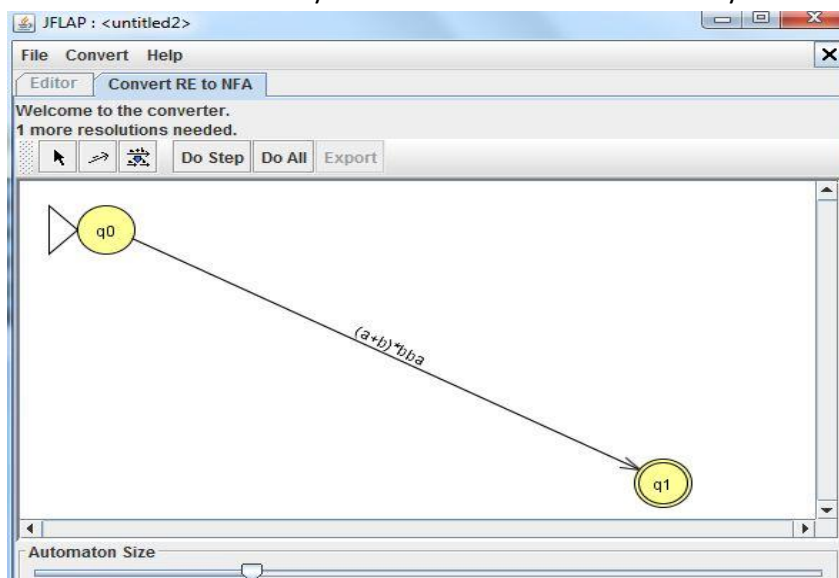 JFLAP : <untitled2>
File Convert Help
Editor Convert RE to NFA
Welcome to the converter.
1 more resolutions needed.
Do Step Do All Export
q0
(a+b)*bba
q1
Automaton Size